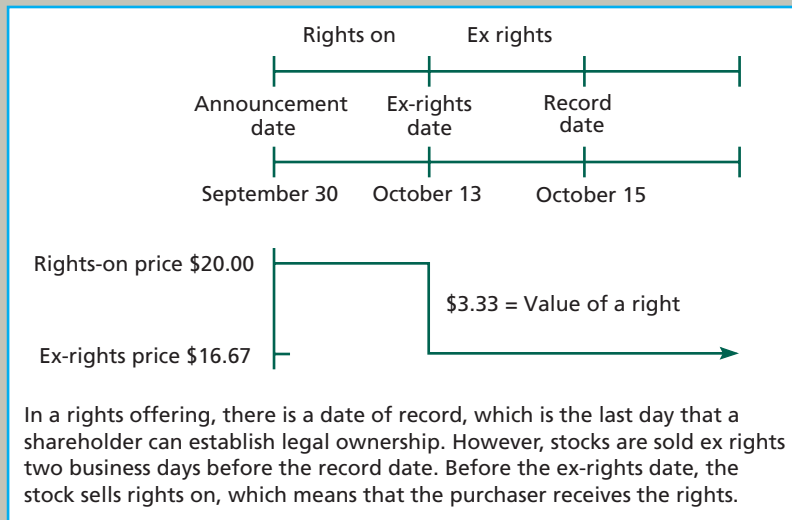 Rights on Ex rights
Announcement date Ex-rights date Record date
September 30 October 13 October 15
Rights-on price $20.00
$3.33 = Value of a right
Ex-rights price $16.67
In a rights offering, there is a date of record, which is the last day that a
shareholder can establish legal ownership. However, stocks are sold ex rights
two business days before the record date. Before the ex-rights date, the
stock sells rights on, which means that the purchaser receives the rights.